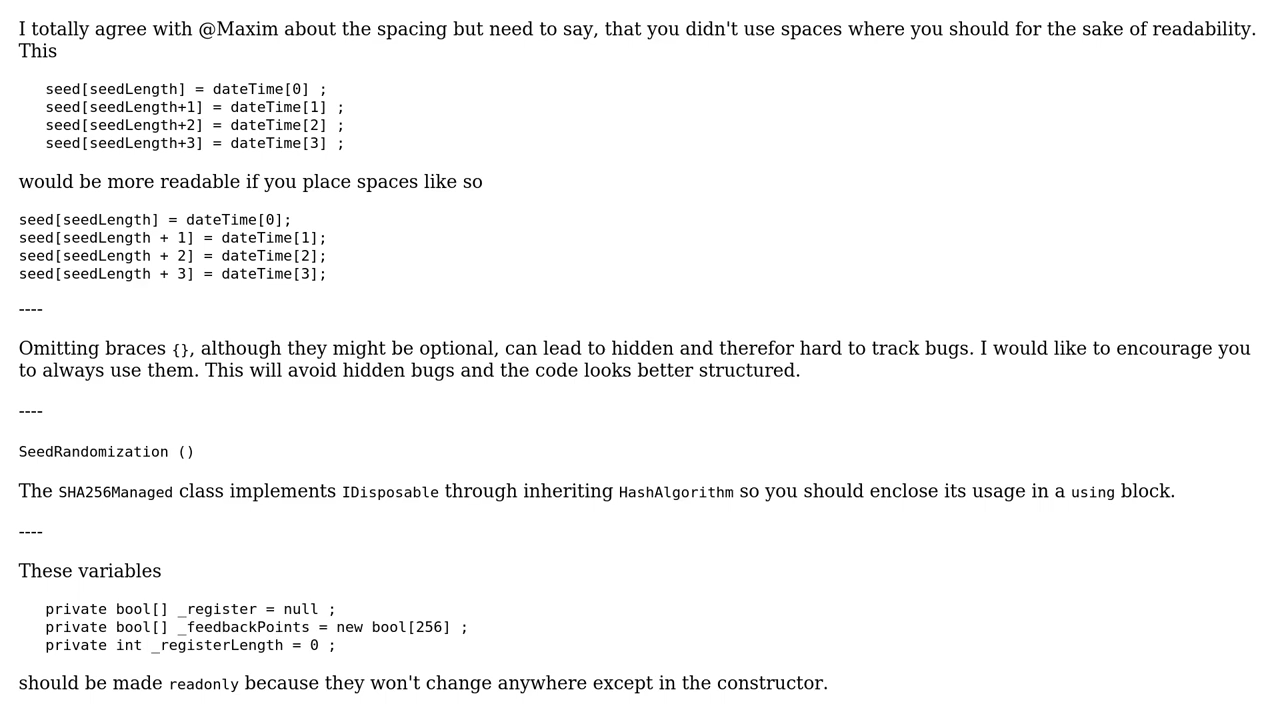 I totally agree with @Maxim about the spacing but need to say, that you didn't use spaces where you should for the sake of readability.
This
seed[seedLength] = dateTime[0] ;
seed[seedLength+1] = dateTime[1] ;
seed[seedLength+2] = dateTime[2] ;
seed[seedLength+3] = dateTime[3] ;
would be more readable if you place spaces like so
seed[seedLength] = dateTime[0];
seed[seedLength + 1] = dateTime[1];
seed[seedLength + 2] = dateTime[2];
seed[seedLength + 3] = dateTime[3];
----
Omitting braces {}, although they might be optional, can lead to hidden and therefor hard to track bugs. I would like to encourage you
to always use them. This will avoid hidden bugs and the code looks better structured.
----
SeedRandomization ()
The SHA256Managed class implements IDisposable through inheriting HashAlgorithm so you should enclose its usage in a using block.
----
These variables
private bool[] _register = null ;
private bool[] _feedbackPoints = new bool[256] ;
private int _registerLength = 0 ;
should be made readonly because they won't change anywhere except in the constructor.